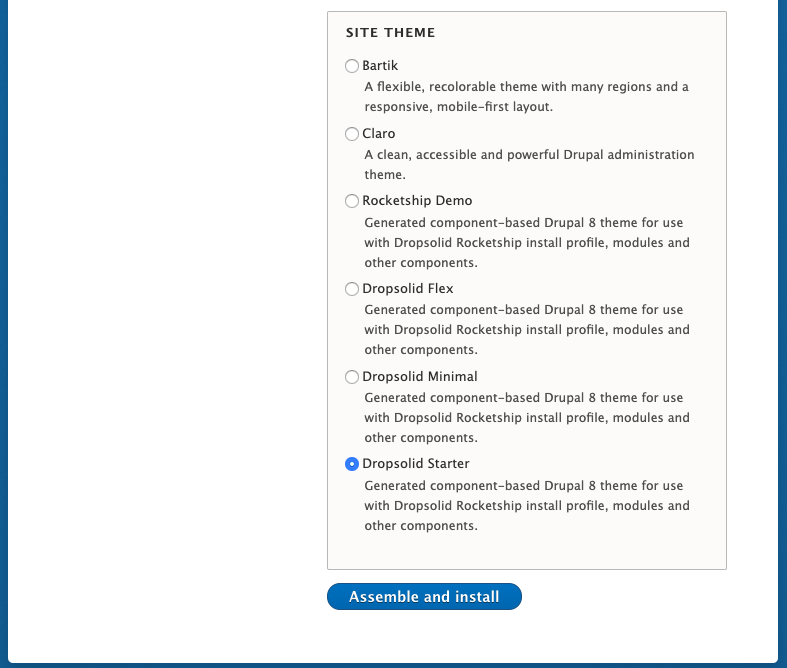 SITE THEME
Bartik
A flexible, recolorable theme with many regions and a
responsive, mobile-first layout.
Claro
A clean, accessible and powerful Drupal administration
theme.
Rocketship Demo
Generated component-based Drupal 8 theme for use
with Dropsolid Rocketship install profile, modules and
other components.
Dropsolid Flex
Generated component-based Drupal 8 theme for use
with Dropsolid Rocketship install profile, modules and
other components.
Dropsolid Minimal
Generated component-based Drupal 8 theme for use
with Dropsolid Rocketship install profile, modules and
other components.
Dropsolid Starter
Generated component-based Drupal 8 theme for use
with Dropsolid Rocketship install profile, modules and
other components.
Assemble and install